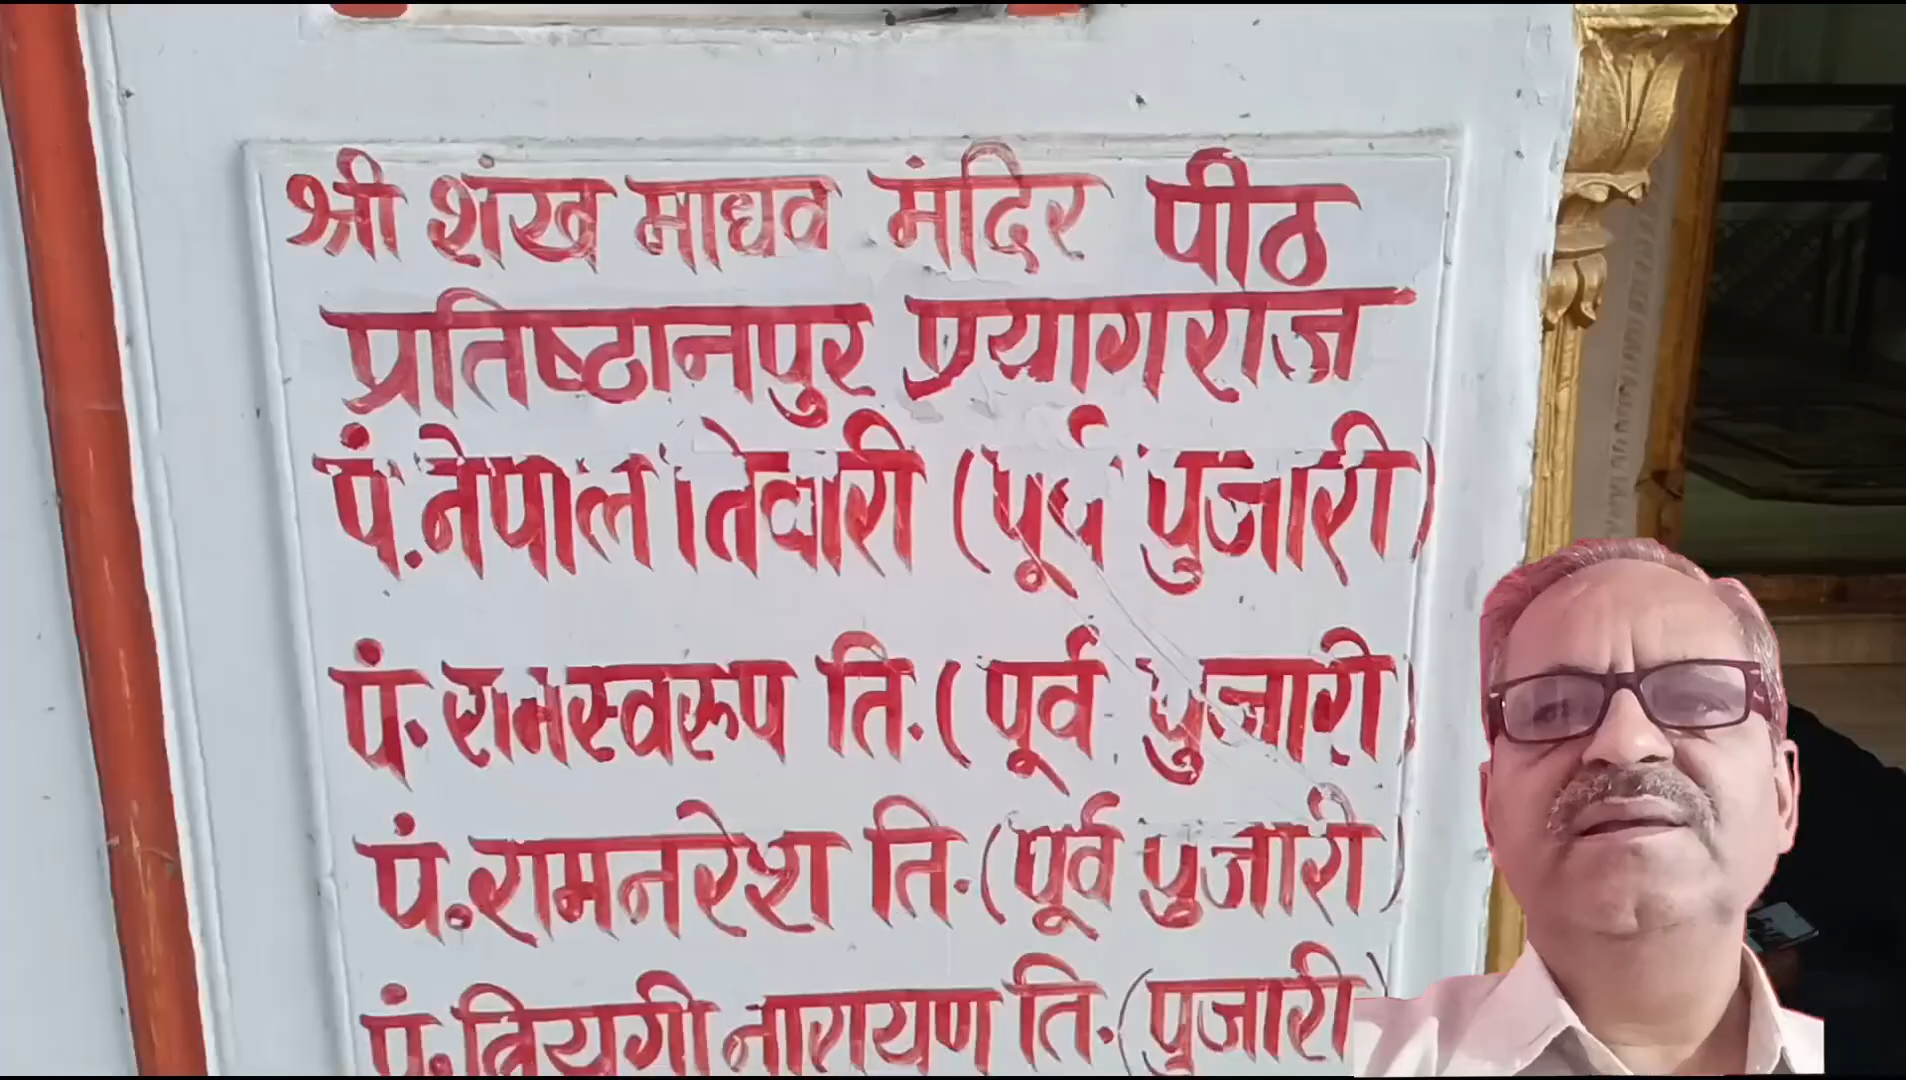 श्री शंख माधव मंदिर पीठ
प्रतिष्ठानपुर प्रयागराज
पं. नेपाल तिवारी (पूर्व पुजारी)
पं. रामस्वरूप ति. (पूर्व पुजारी)
पं. रामनरेश ति. (पूर्व पुजारी)
पं. त्रियुगी नारायण ति. (पुजारी)